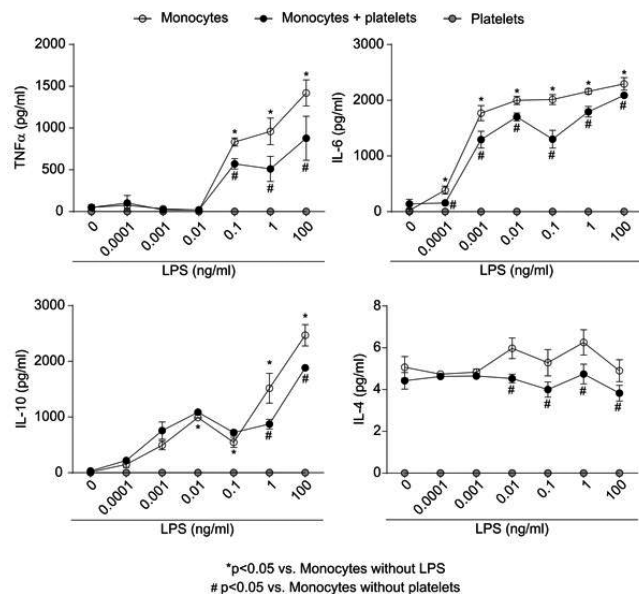 Monocytes Monocytes + platelets Platelets
TNFα (pg/ml)
2000
1500
1000
500
0
0 0.0001 0.001 0.01 0.1 1 100
LPS (ng/ml)
* * *
# # #
IL-6 (pg/ml)
3000
2000
1000
0
0 0.0001 0.001 0.01 0.1 1 100
LPS (ng/ml)
* * * * * *
# # # # # #
IL-10 (pg/ml)
3000
2000
1000
0
0 0.0001 0.001 0.01 0.1 1 100
LPS (ng/ml)
* * * *
# #
IL-4 (pg/ml)
8
6
4
2
0
0 0.0001 0.001 0.01 0.1 1 100
LPS (ng/ml)
# # # #
*p<0.05 vs. Monocytes without LPS
# p<0.05 vs. Monocytes without platelets